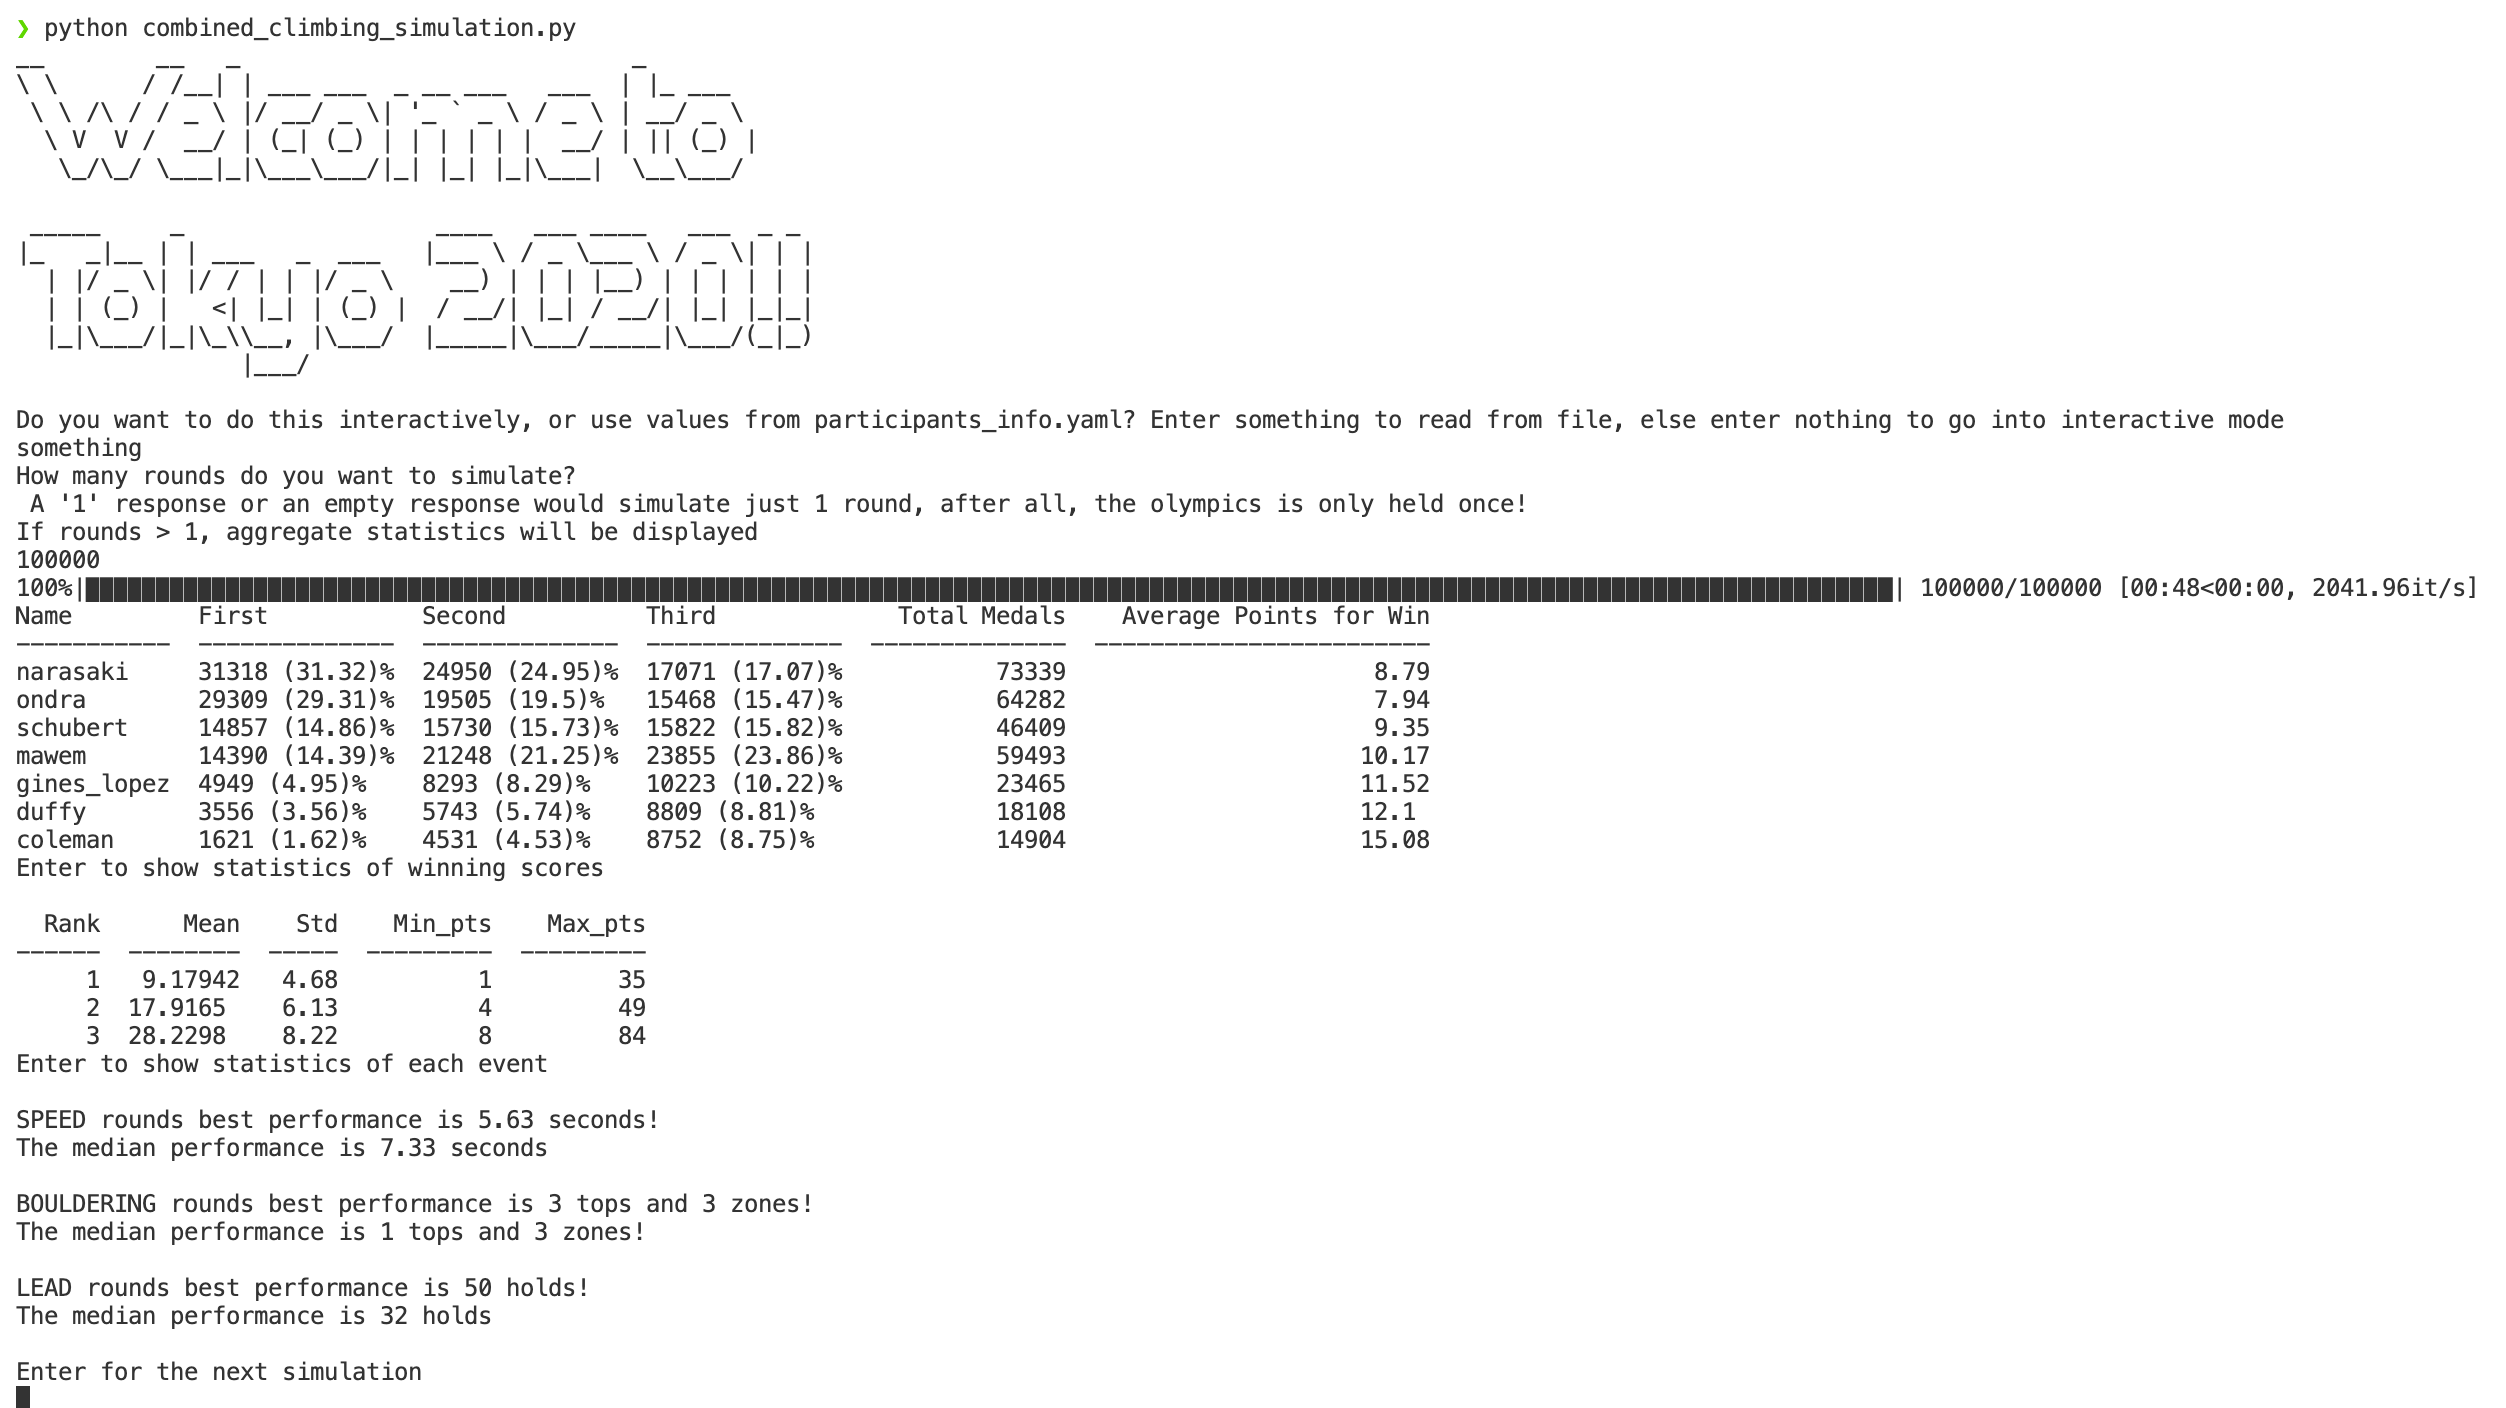 ❯ python combined_climbing_simulation.py
Welcome to
Tokyo 2020!!
Do you want to do this interactively, or use values from participants_info.yaml? Enter something to read from file, else enter nothing to go into interactive mode
something
How many rounds do you want to simulate?
 A '1' response or an empty response would simulate just 1 round, after all, the olympics is only held once!
If rounds > 1, aggregate statistics will be displayed
100000
100%| | 100000/100000 [00:48<00:00, 2041.96it/s]
Name First Second Third Total Medals Average Points for Win
narasaki 31318 (31.32)% 24950 (24.95)% 17071 (17.07)% 73339 8.79
ondra 29309 (29.31)% 19505 (19.5)% 15468 (15.47)% 64282 7.94
schubert 14857 (14.86)% 15730 (15.73)% 15822 (15.82)% 46409 9.35
mawem 14390 (14.39)% 21248 (21.25)% 23855 (23.86)% 59493 10.17
gines_lopez 4949 (4.95)% 8293 (8.29)% 10223 (10.22)% 23465 11.52
duffy 3556 (3.56)% 5743 (5.74)% 8809 (8.81)% 18108 12.1
coleman 1621 (1.62)% 4531 (4.53)% 8752 (8.75)% 14904 15.08
Enter to show statistics of winning scores
Rank Mean Std Min_pts Max_pts
1 9.17942 4.68 1 35
2 17.9165 6.13 4 49
3 28.2298 8.22 8 84
Enter to show statistics of each event
SPEED rounds best performance is 5.63 seconds!
The median performance is 7.33 seconds
BOULDERING rounds best performance is 3 tops and 3 zones!
The median performance is 1 tops and 3 zones!
LEAD rounds best performance is 50 holds!
The median performance is 32 holds
Enter for the next simulation